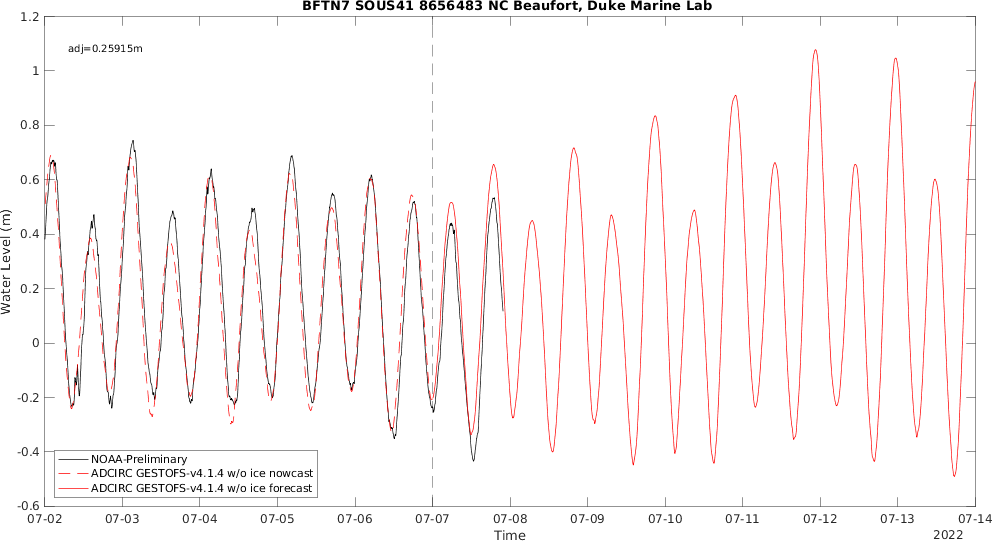 BFTN7 SOUS41 8656483 NC Beaufort, Duke Marine Lab
adj=0.25915m
Water Level (m)
1.2
1
0.8
0.6
0.4
0.2
0
-0.2
-0.4
-0.6
NOAA-Preliminary
ADCIRC GESTOFS-v4.1.4 w/o ice nowcast
ADCIRC GESTOFS-v4.1.4 w/o ice forecast
07-02 07-03 07-04 07-05 07-06 07-07 07-08 07-09 07-10 07-11 07-12 07-13 07-14
Time
2022